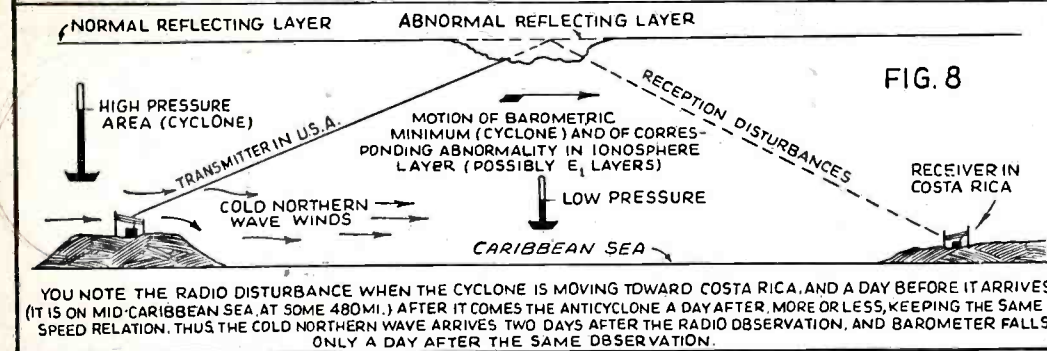 NORMAL REFLECTING LAYER
ABNORMAL REFLECTING LAYER
FIG. 8
HIGH PRESSURE
AREA (CYCLONE)
TRANSMITTER IN U.S.A.
MOTION OF BAROMETRIC
MINIMUM (CYCLONE) AND OF CORRES-
PONDING ABNORMALITY IN IONOSPHERE
LAYER (POSSIBLY E₁ LAYERS)
RECEPTION DISTURBANCES
RECEIVER IN
COSTA RICA
COLD NORTHERN
WAVE WINDS
LOW PRESSURE
CARIBBEAN SEA
YOU NOTE THE RADIO DISTURBANCE WHEN THE CYCLONE IS MOVING TOWARD COSTA RICA, AND A DAY BEFORE IT ARRIVES
(IT IS ON MID-CARIBBEAN SEA, AT SOME 480MI.) AFTER IT COMES THE ANTICYCLONE A DAY AFTER, MORE OR LESS, KEEPING THE SAME
SPEED RELATION. THUS THE COLD NORTHERN WAVE ARRIVES TWO DAYS AFTER THE RADIO OBSERVATION, AND BAROMETER FALLS
ONLY A DAY AFTER THE SAME OBSERVATION.